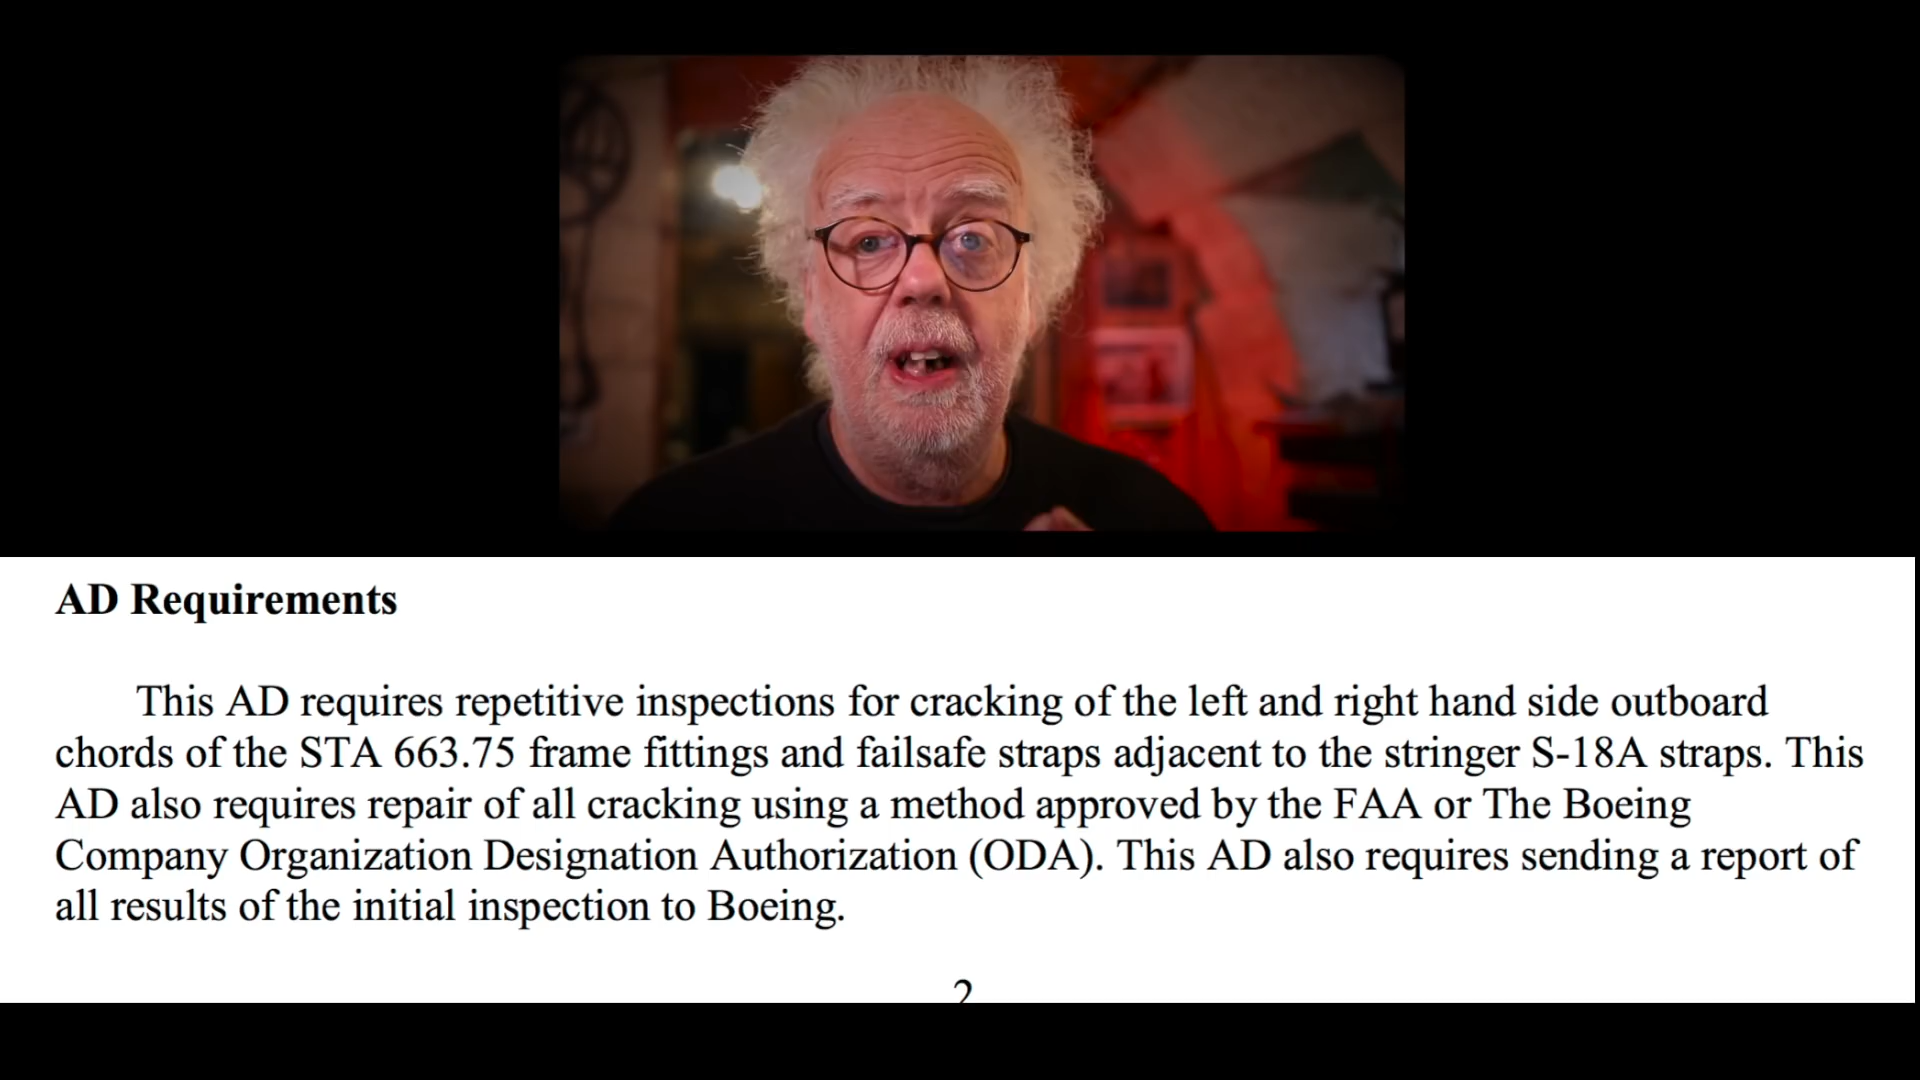 AD Requirements
This AD requires repetitive inspections for cracking of the left and right hand side outboard
chords of the STA 663.75 frame fittings and failsafe straps adjacent to the stringer S-18A straps. This
AD also requires repair of all cracking using a method approved by the FAA or The Boeing
Company Organization Designation Authorization (ODA). This AD also requires sending a report of
all results of the initial inspection to Boeing.
2